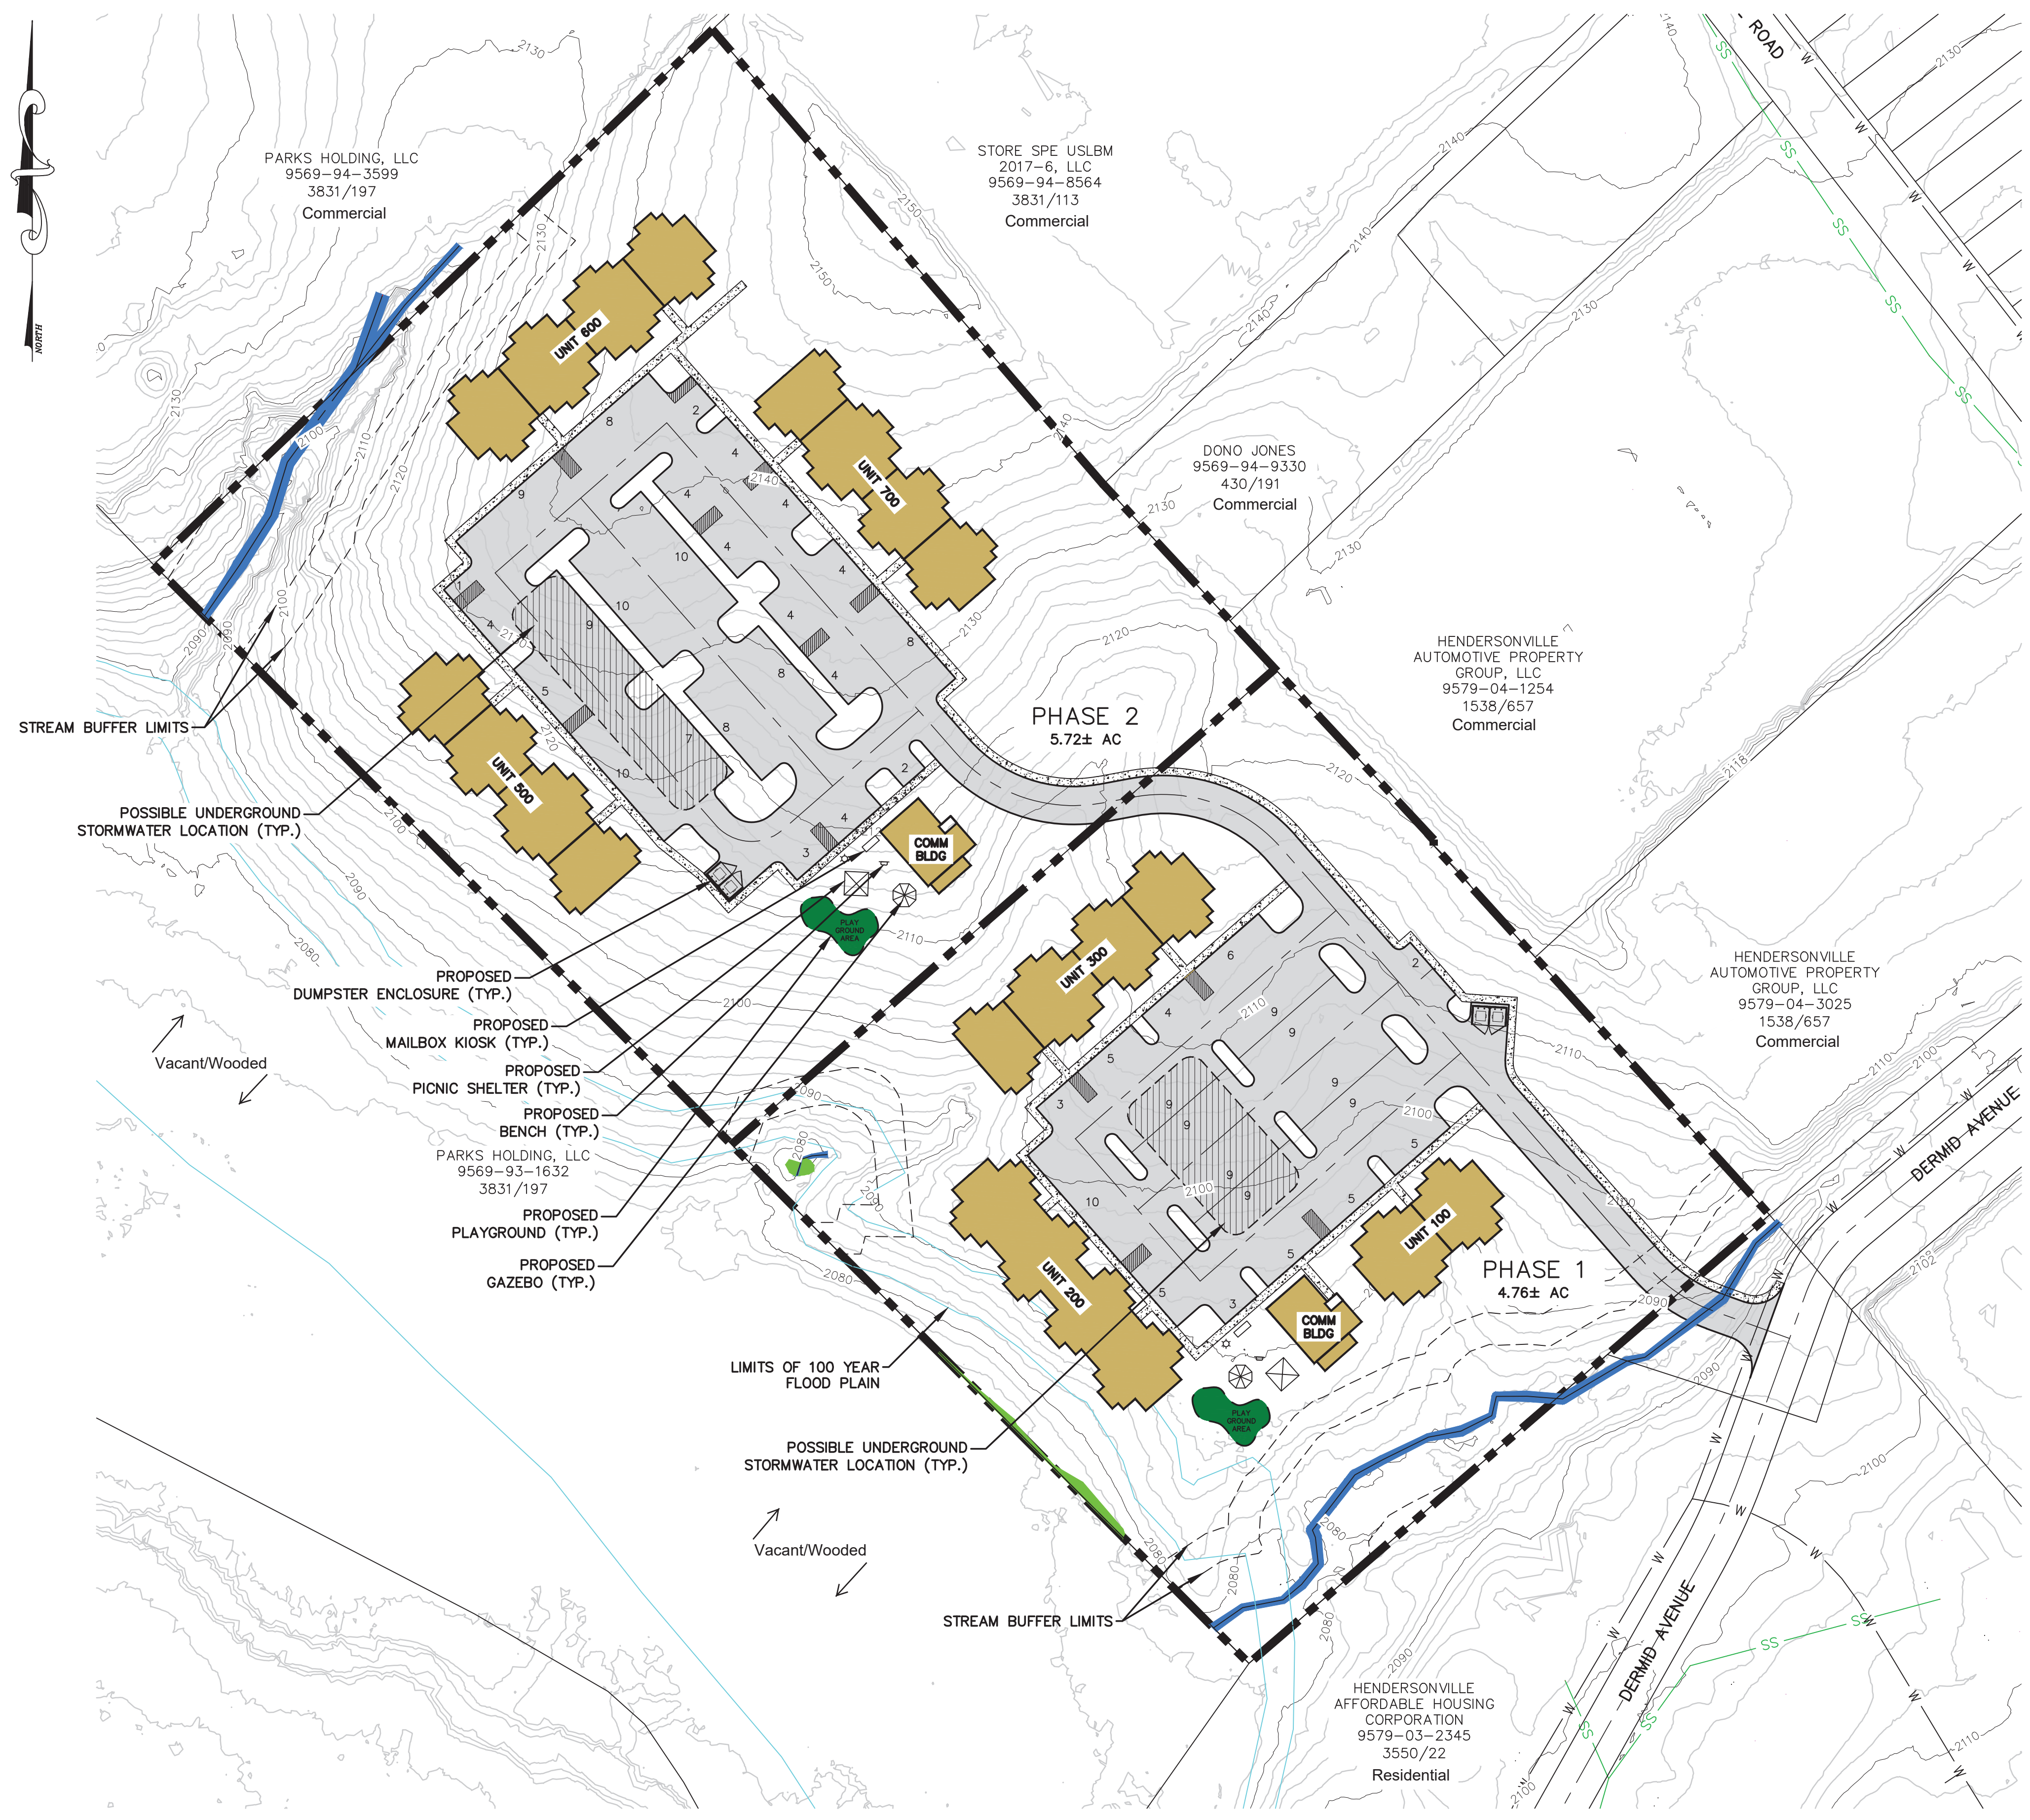 NORTH
PARKS HOLDING, LLC
9569-94-3599
3831/197
Commercial
STORE SPE USLBM
2017-6, LLC
9569-94-8564
3831/113
Commercial
ROAD
DONO JONES
9569-94-9330
430/191
Commercial
HENDERSONVILLE
AUTOMOTIVE PROPERTY
GROUP, LLC
9579-04-1254
1538/657
Commercial
HENDERSONVILLE
AUTOMOTIVE PROPERTY
GROUP, LLC
9579-04-3025
1538/657
Commercial
UNIT 600
UNIT 700
UNIT 500
PHASE 2
5.72± AC
COMM
BLDG
PLAY
GROUND
AREA
STREAM BUFFER LIMITS
POSSIBLE UNDERGROUND
STORMWATER LOCATION (TYP.)
PROPOSED
DUMPSTER ENCLOSURE (TYP.)
PROPOSED
MAILBOX KIOSK (TYP.)
PROPOSED
PICNIC SHELTER (TYP.)
PROPOSED
BENCH (TYP.)
PARKS HOLDING, LLC
9569-93-1632
3831/197
PROPOSED
PLAYGROUND (TYP.)
PROPOSED
GAZEBO (TYP.)
Vacant/Wooded
UNIT 300
UNIT 200
UNIT 100
PHASE 1
4.76± AC
COMM
BLDG
PLAY
GROUND
AREA
LIMITS OF 100 YEAR
FLOOD PLAIN
POSSIBLE UNDERGROUND
STORMWATER LOCATION (TYP.)
Vacant/Wooded
STREAM BUFFER LIMITS
DERMID AVENUE
DERMID AVENUE
HENDERSONVILLE
AFFORDABLE HOUSING
CORPORATION
9579-03-2345
3550/22
Residential